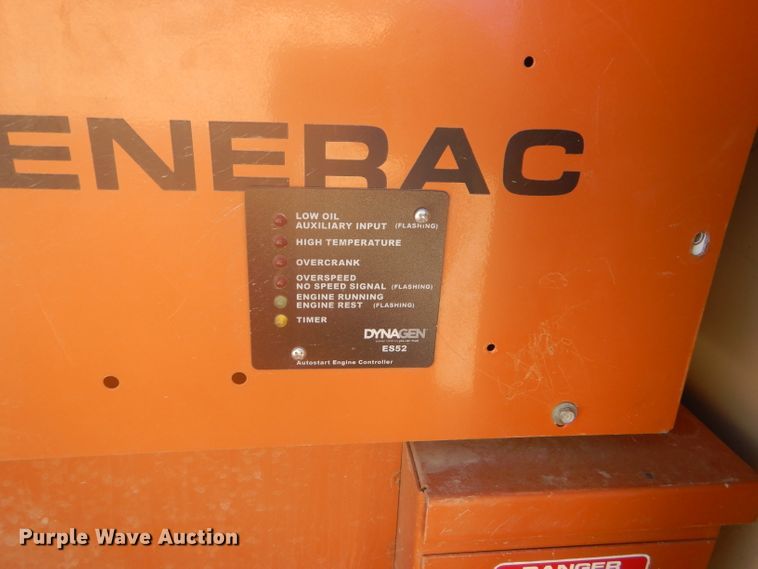 ENERAC
LOW OIL
AUXILIARY INPUT (FLASHING)
HIGH TEMPERATURE
OVERCRANK
OVERSPEED
NO SPEED SIGNAL (FLASHING)
ENGINE RUNNING
ENGINE REST (FLASHING)
TIMER
DYNAGEN
ES52
Autostart Engine Controller
DANGER
Purple Wave Auction